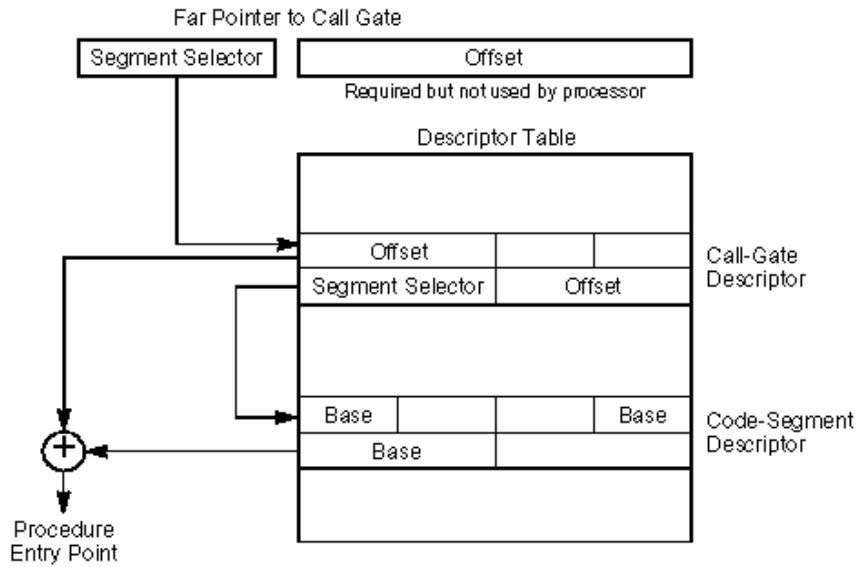 Far Pointer to Call Gate
Segment Selector
Offset
Required but not used by processor
Descriptor Table
Offset
Segment Selector
Offset
Call-Gate
Descriptor
Base
Base
Code-Segment
Descriptor
Base
+
Procedure
Entry Point